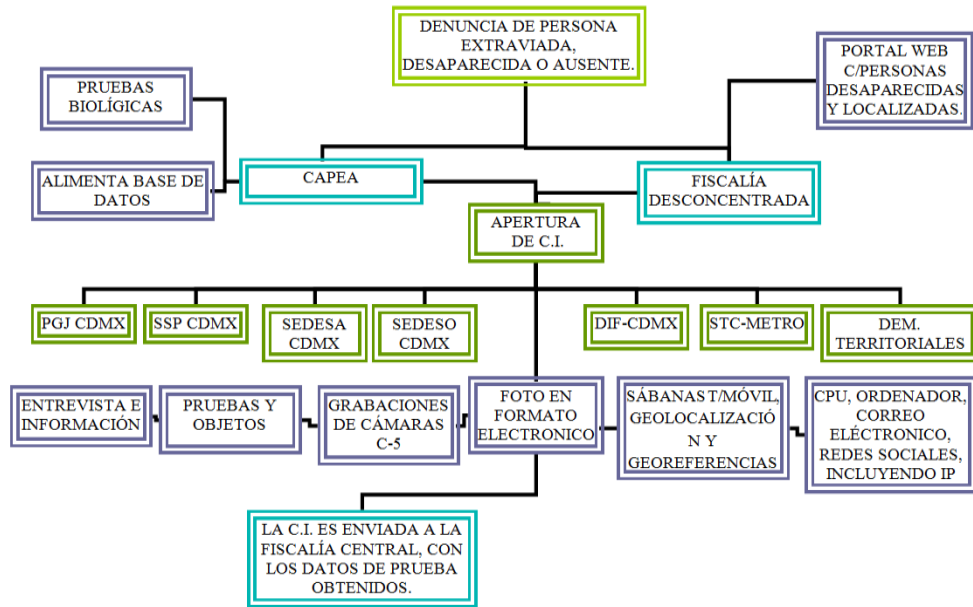 DENUNCIA DE PERSONA
EXTRAVIADA,
DESAPARECIDA O AUSENTE.
PORTAL WEB
C/PERSONAS
DESAPARECIDAS
Y LOCALIZADAS.
PRUEBAS
BIOLÍGICAS
ALIMENTA BASE DE
DATOS
CAPEA
FISCALÍA
DESCONCENTRADA
APERTURA
DE C.I.
PGJ CDMX
SSP CDMX
SEDESA
CDMX
SEDESO
CDMX
DIF-CDMX
STC-METRO
DEM.
TERRITORIALES
ENTREVISTA E
INFORMACIÓN
PRUEBAS Y
OBJETOS
GRABACIONES
DE CÁMARAS
C-5
FOTO EN
FORMATO
ELECTRONICO
SÁBANAS T/MÓVIL,
GEOLOCALIZACIÓ
N Y
GEOREFERENCIAS
CPU, ORDENADOR,
CORREO
ELÉCTRONICO,
REDES SOCIALES,
INCLUYENDO IP
LA C.I. ES ENVIADA A LA
FISCALÍA CENTRAL, CON
LOS DATOS DE PRUEBA
OBTENIDOS.